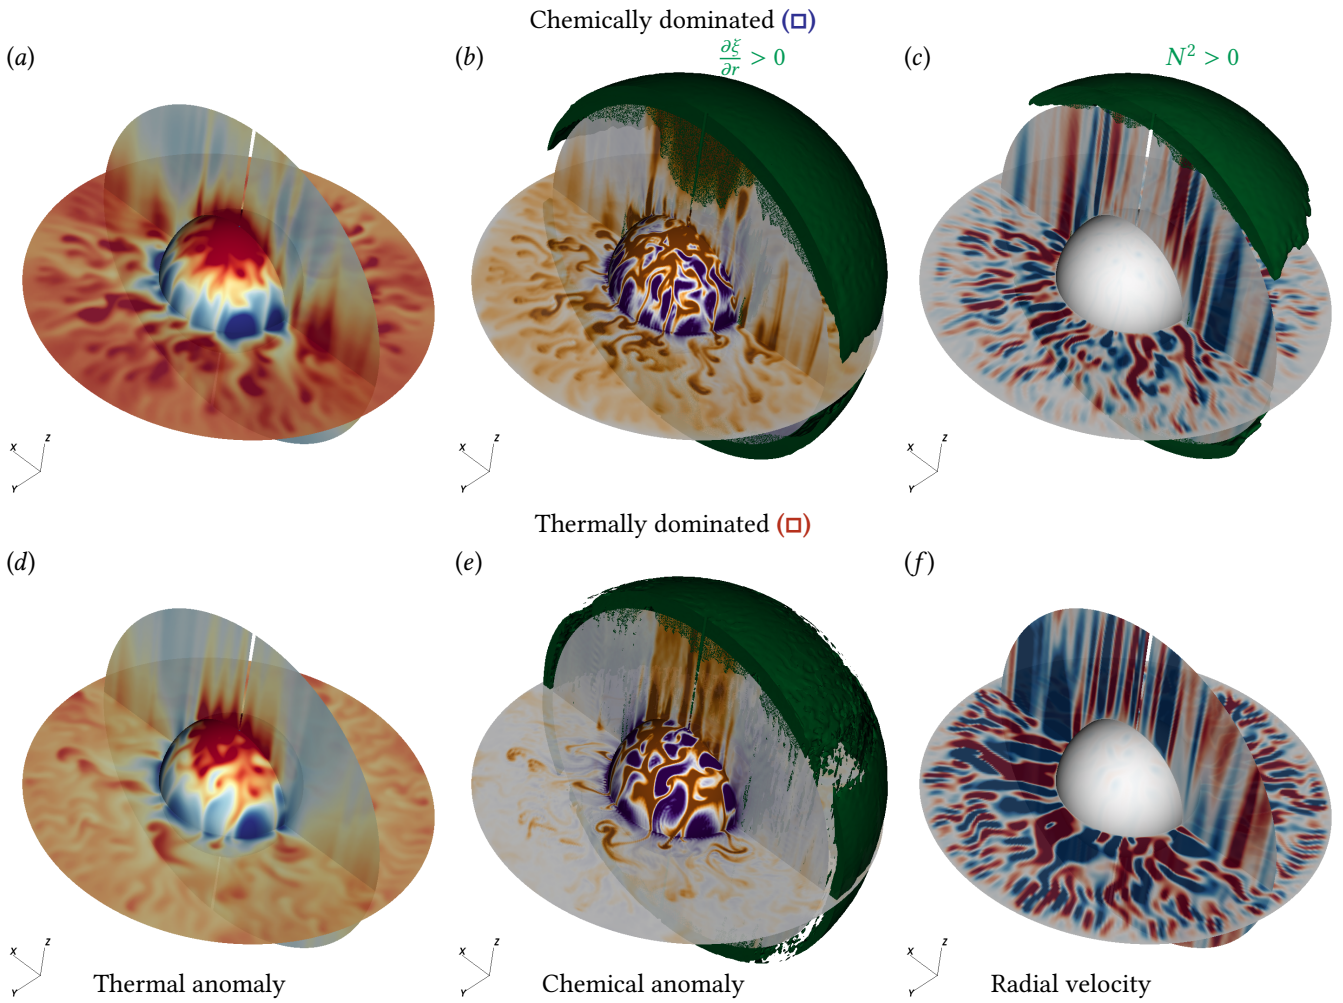 Chemically dominated (□)
(a)
(b)
∂ξ/∂r > 0
(c)
N² > 0
X
Z
Y
X
Z
Y
X
Z
Y
Thermally dominated (□)
(d)
(e)
(f)
X
Z
Y
Thermal anomaly
X
Z
Y
Chemical anomaly
X
Z
Y
Radial velocity